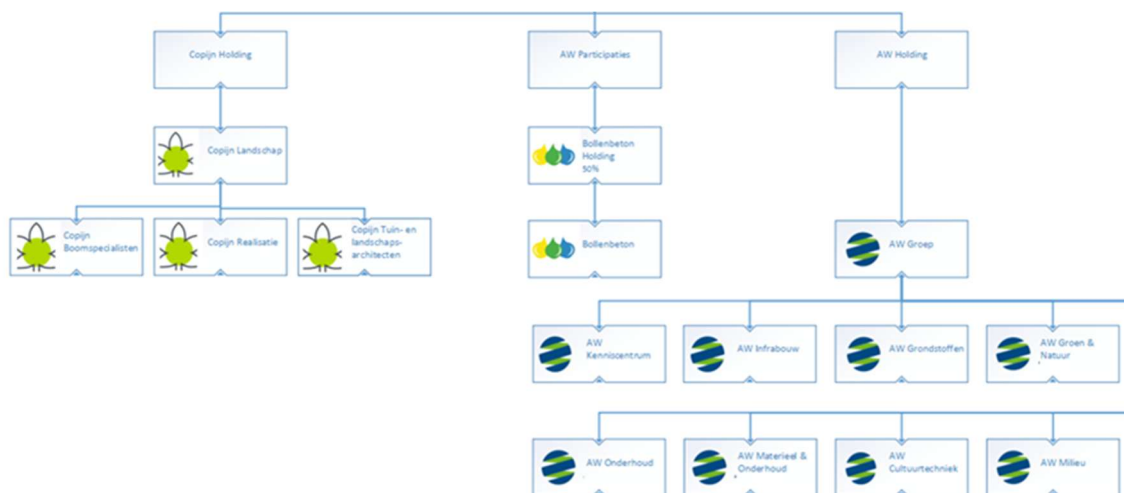 Copijn Holding
AW Participaties
AW Holding
Copijn Landschap
Bollenbeton
Holding
50%
Copijn
Boomspecialisten
Copijn Realisatie
Copijn Tuin- en
landschaps-
architecten
Bollenbeton
AW Groep
AW
Kenniscentrum
AW Infrabouw
AW Grondstoffen
AW Groen &
Natuur
AW Onderhoud
AW Materieel &
Onderhoud
AW
Cultuurtechniek
AW Milieu